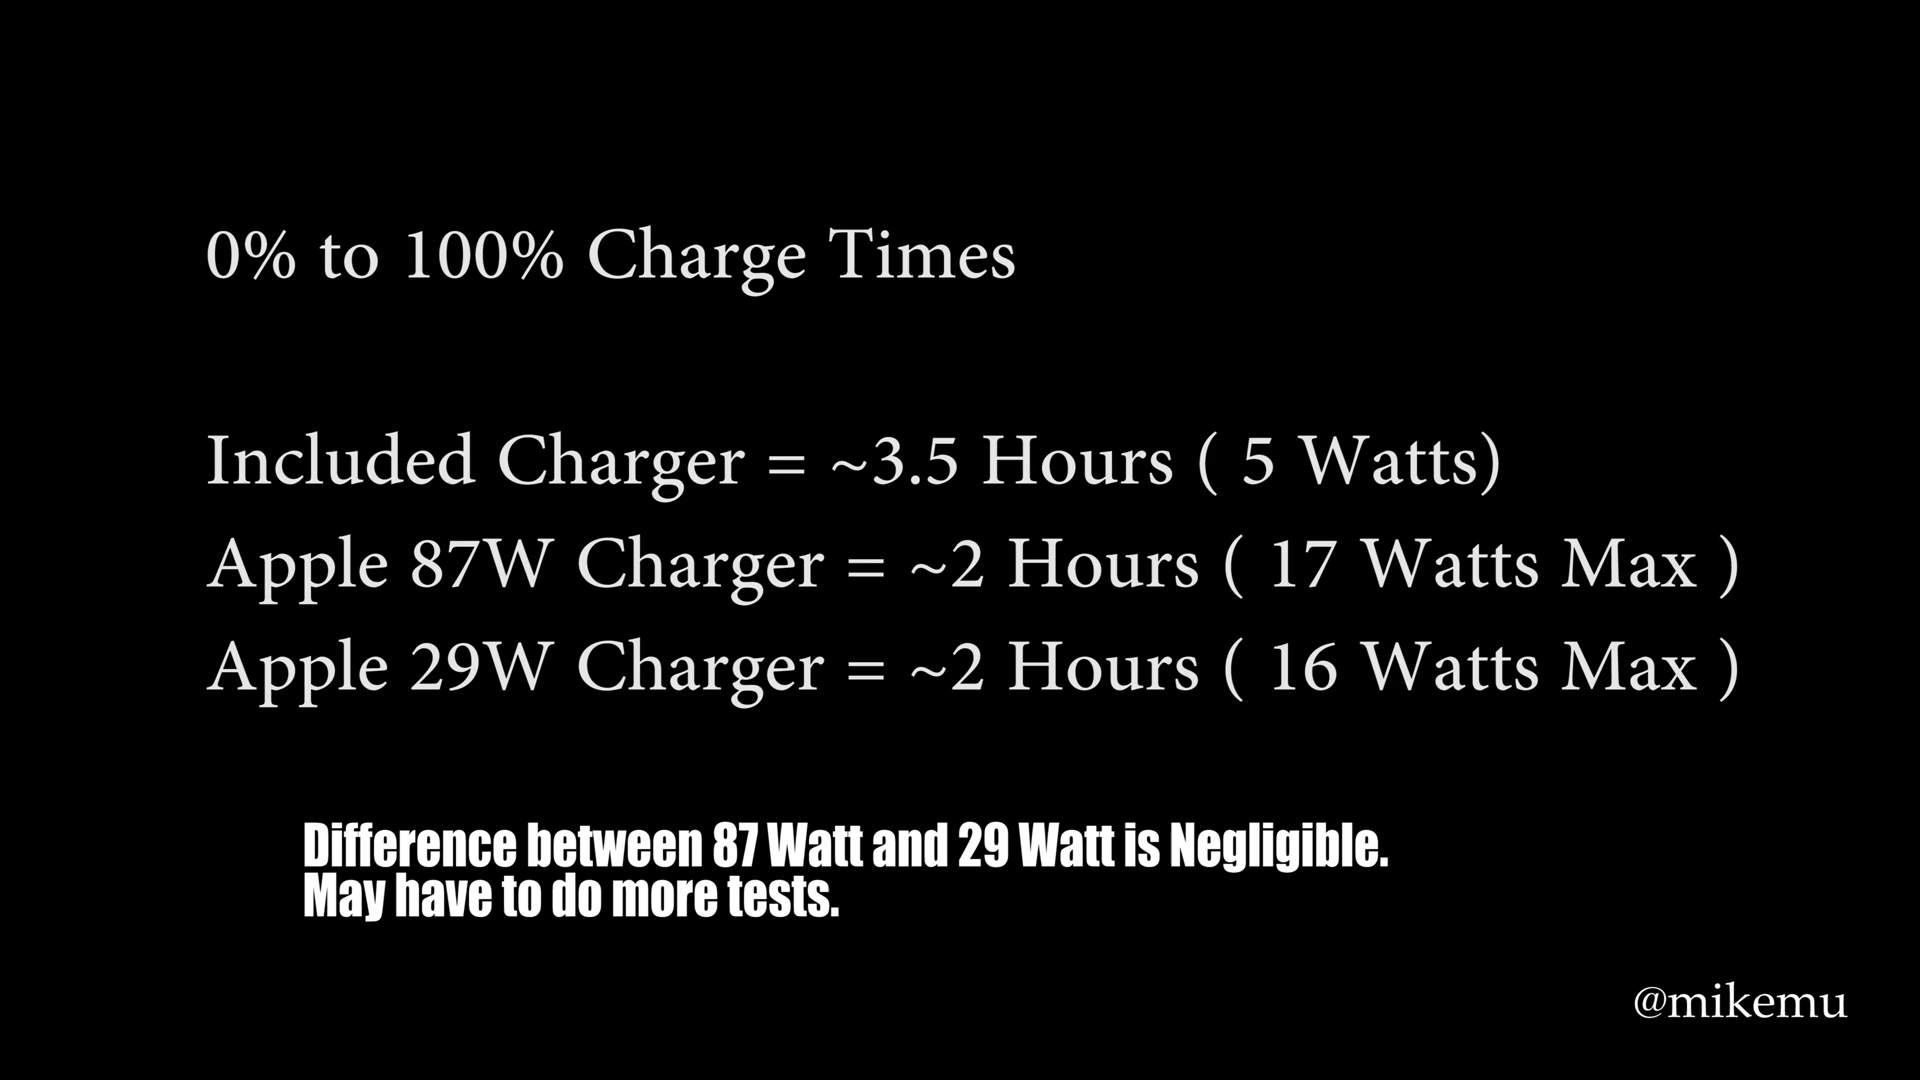 0% to 100% Charge Times
Included Charger = ~3.5 Hours ( 5 Watts)
Apple 87W Charger = ~2 Hours ( 17 Watts Max )
Apple 29W Charger = ~2 Hours ( 16 Watts Max )
Difference between 87 Watt and 29 Watt is Negligible.
May have to do more tests.
@mikemu